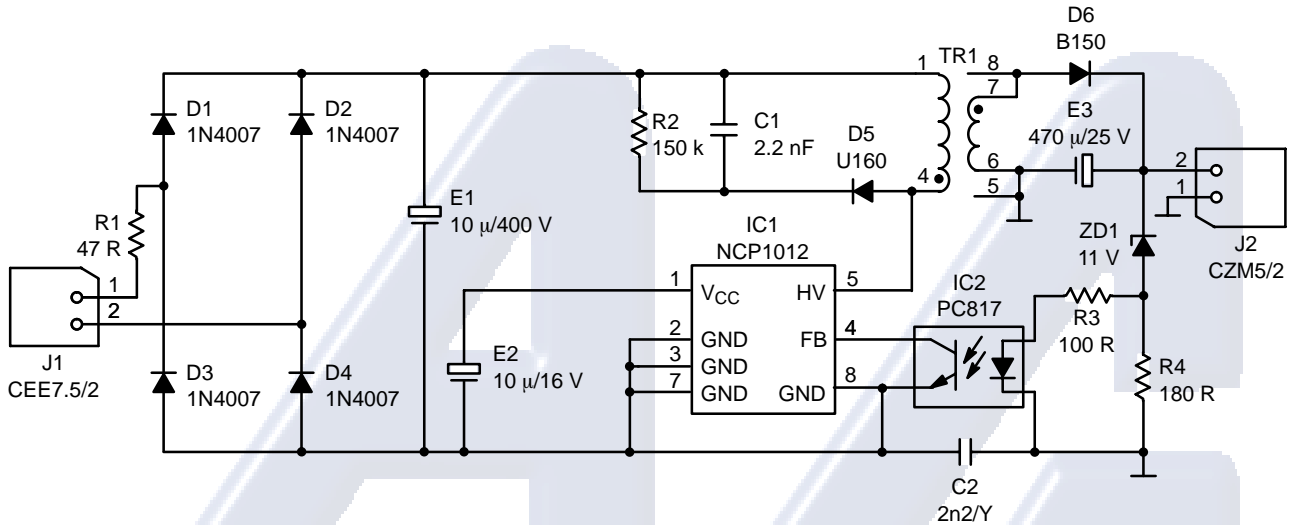 D6
B150
TR1
1
8
7
D1
1N4007
D2
1N4007
R2
150 k
C1
2.2 nF
D5
U160
E3
470 μ/25 V
4
6
5
2
1
J2
CZM5/2
E1
10 μ/400 V
R1
47 R
IC1
NCP1012
ZD1
11 V
1
2
J1
CEE7.5/2
1
VCC
HV
5
IC2
PC817
R3
100 R
2
GND
FB
4
3
GND
7
GND
GND
8
E2
10 μ/16 V
D3
1N4007
D4
1N4007
R4
180 R
C2
2n2/Y